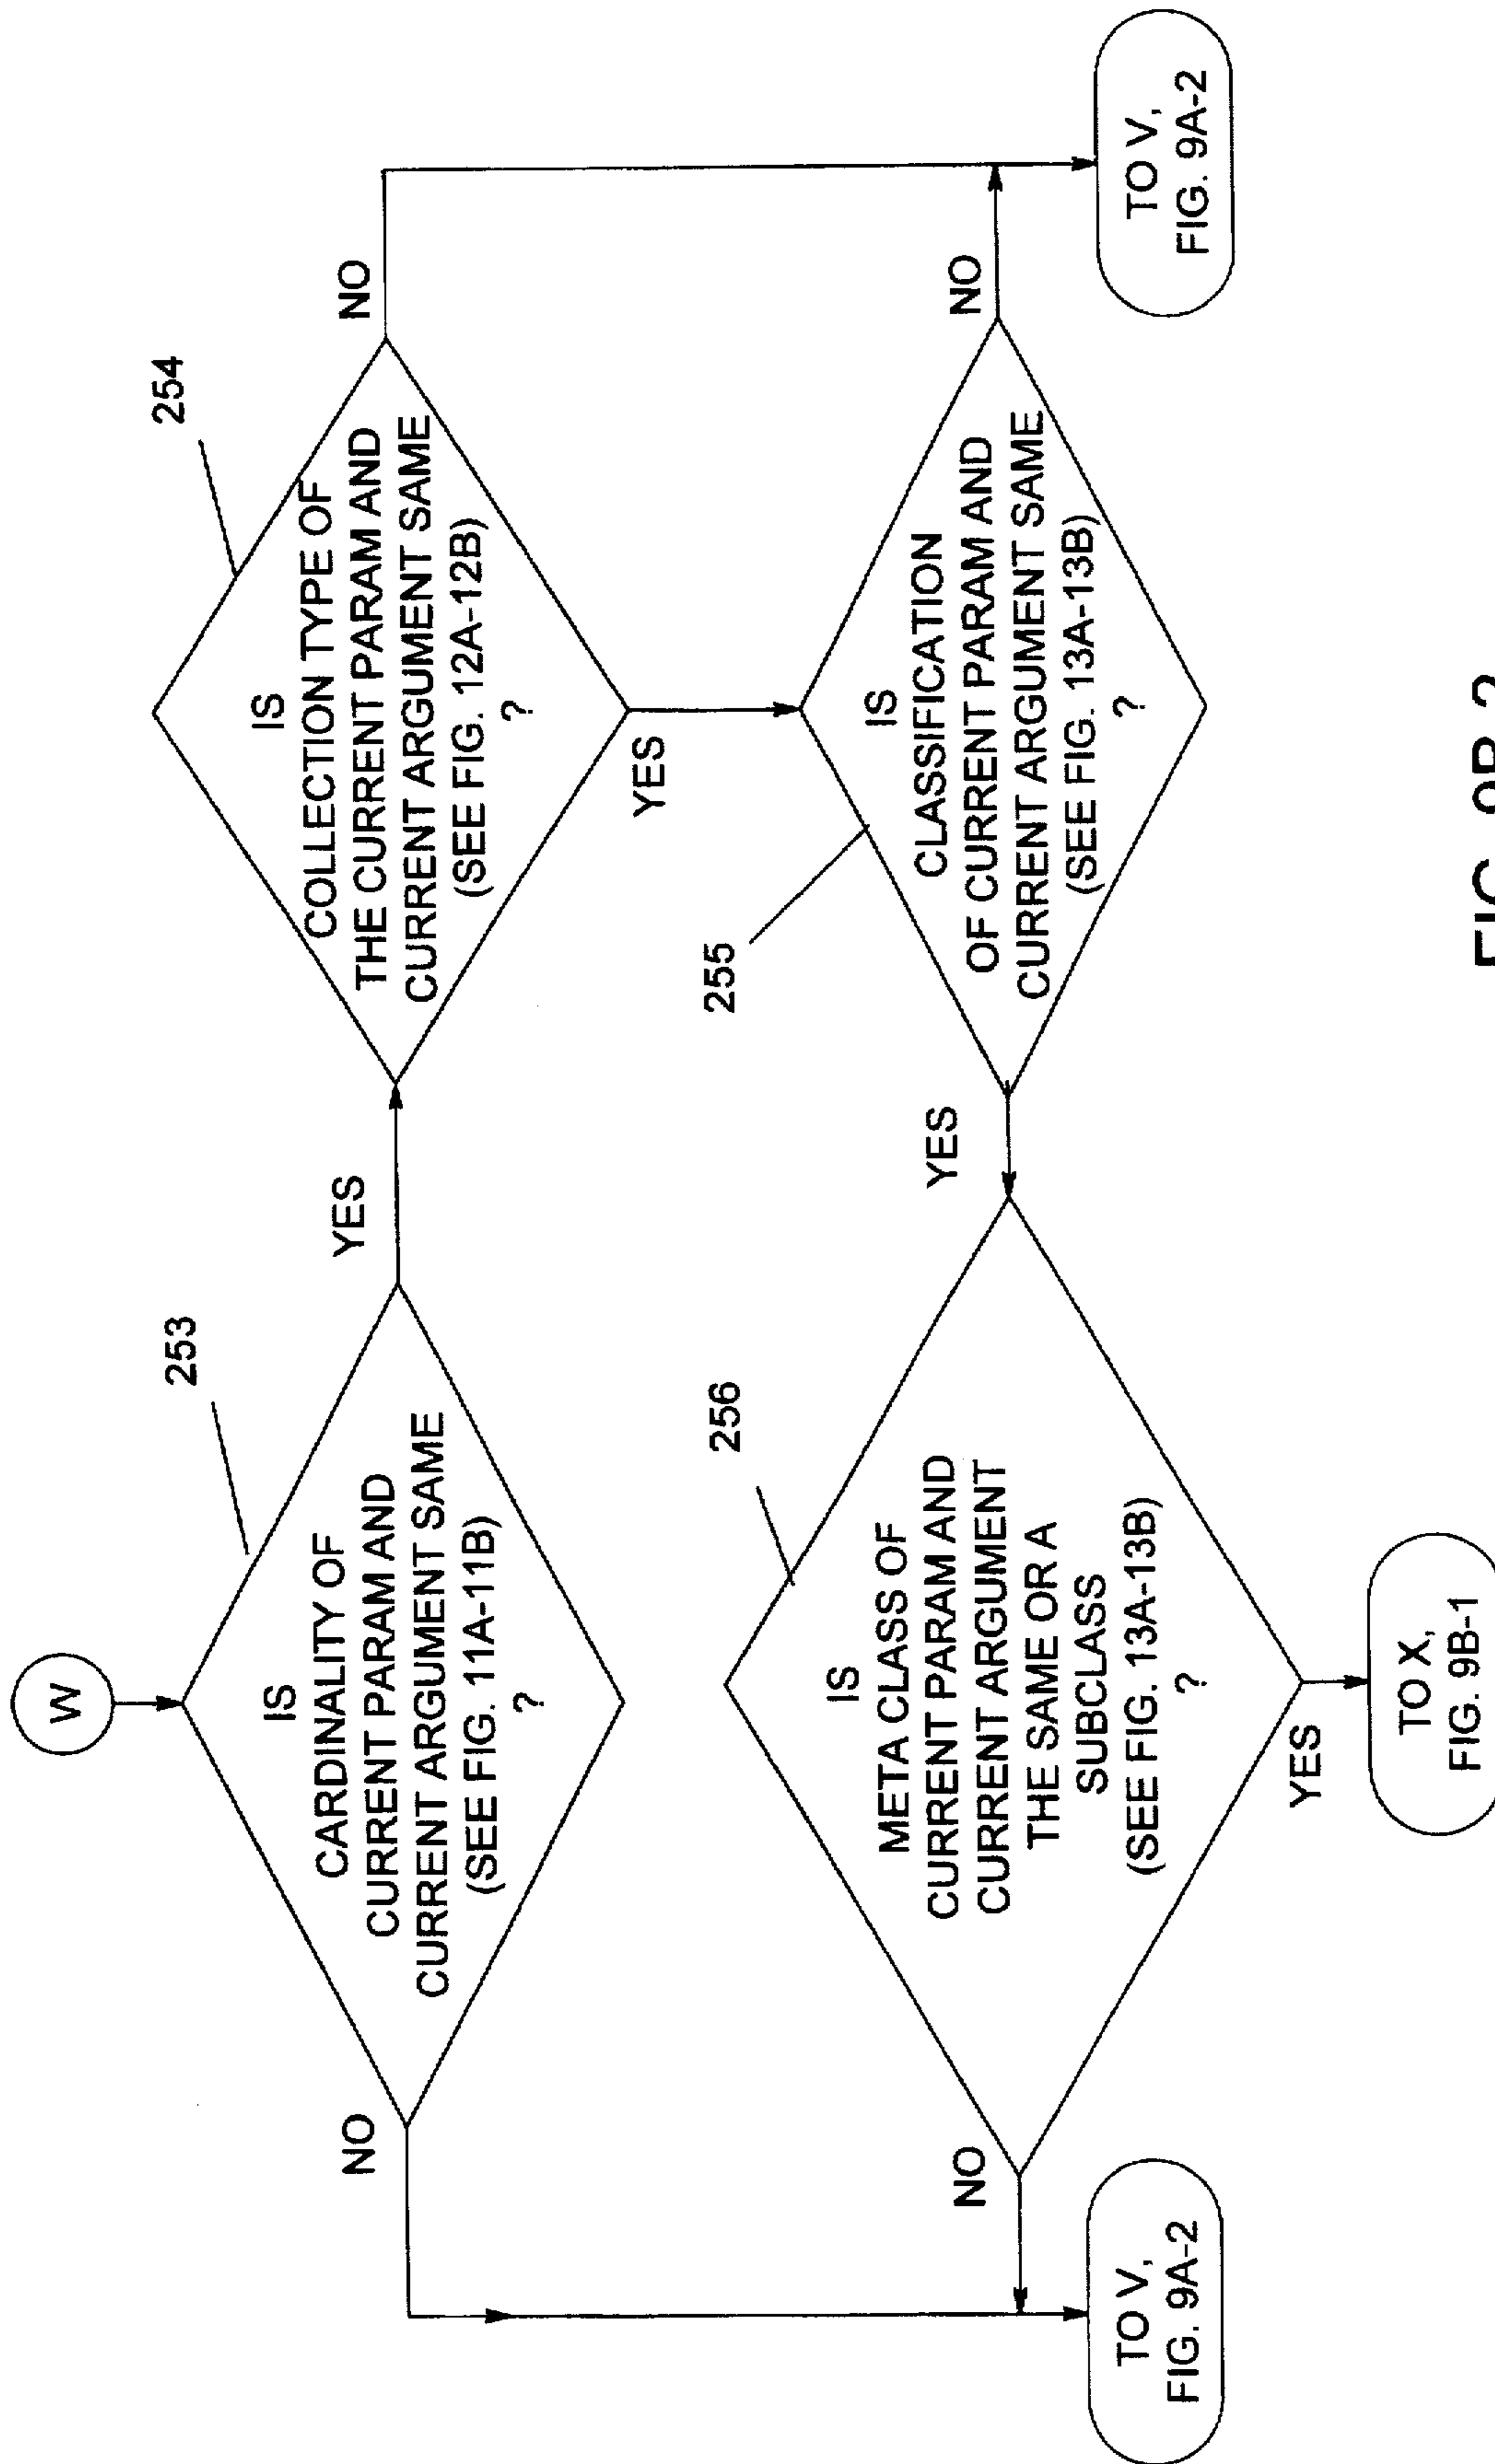 W
253
IS
CARDINALITY OF
CURRENT PARAM AND
CURRENT ARGUMENT SAME
(SEE FIG. 11A-11B)
?
NO
YES
254
IS
COLLECTION TYPE OF
THE CURRENT PARAM AND
CURRENT ARGUMENT SAME
(SEE FIG. 12A-12B)
?
NO
YES
255
IS
CLASSIFICATION
OF CURRENT PARAM AND
CURRENT ARGUMENT SAME
(SEE FIG. 13A-13B)
?
NO
YES
256
IS
META CLASS OF
CURRENT PARAM AND
CURRENT ARGUMENT
THE SAME OR A
SUBCLASS
(SEE FIG. 13A-13B)
?
NO
YES
TO V,
FIG. 9A-2
TO X,
FIG. 9B-1
TO V,
FIG. 9A-2
FIG. 9B-2